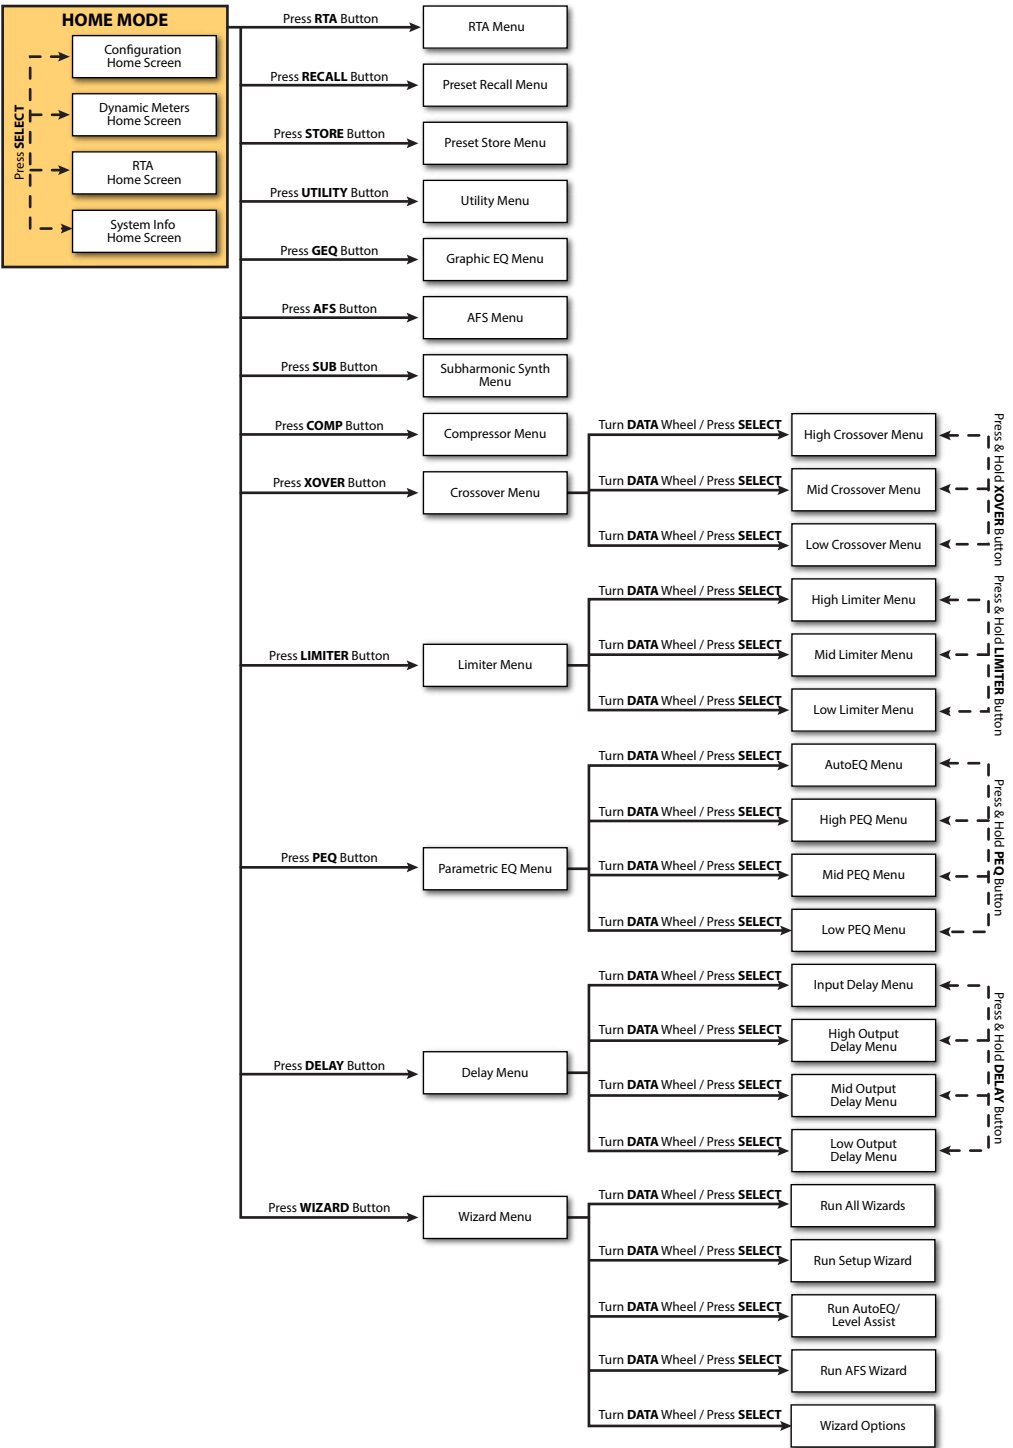 HOME MODE
Configuration
Home Screen
Dynamic Meters
Home Screen
RTA
Home Screen
System Info
Home Screen
Press SELECT
Press RTA Button
RTA Menu
Press RECALL Button
Preset Recall Menu
Press STORE Button
Preset Store Menu
Press UTILITY Button
Utility Menu
Press GEQ Button
Graphic EQ Menu
Press AFS Button
AFS Menu
Press SUB Button
Subharmonic Synth
Menu
Press COMP Button
Compressor Menu
Press XOVER Button
Crossover Menu
Turn DATA Wheel / Press SELECT
High Crossover Menu
Turn DATA Wheel / Press SELECT
Mid Crossover Menu
Turn DATA Wheel / Press SELECT
Low Crossover Menu
Press & Hold XOVER Button
Press LIMITER Button
Limiter Menu
Turn DATA Wheel / Press SELECT
High Limiter Menu
Turn DATA Wheel / Press SELECT
Mid Limiter Menu
Turn DATA Wheel / Press SELECT
Low Limiter Menu
Press & Hold LIMITER Button
Press PEQ Button
Parametric EQ Menu
Turn DATA Wheel / Press SELECT
AutoEQ Menu
Turn DATA Wheel / Press SELECT
High PEQ Menu
Turn DATA Wheel / Press SELECT
Mid PEQ Menu
Turn DATA Wheel / Press SELECT
Low PEQ Menu
Press & Hold PEQ Button
Press DELAY Button
Delay Menu
Turn DATA Wheel / Press SELECT
Input Delay Menu
Turn DATA Wheel / Press SELECT
High Output
Delay Menu
Turn DATA Wheel / Press SELECT
Mid Output
Delay Menu
Turn DATA Wheel / Press SELECT
Low Output
Delay Menu
Press & Hold DELAY Button
Press WIZARD Button
Wizard Menu
Turn DATA Wheel / Press SELECT
Run All Wizards
Turn DATA Wheel / Press SELECT
Run Setup Wizard
Turn DATA Wheel / Press SELECT
Run AutoEQ/
Level Assist
Turn DATA Wheel / Press SELECT
Run AFS Wizard
Turn DATA Wheel / Press SELECT
Wizard Options